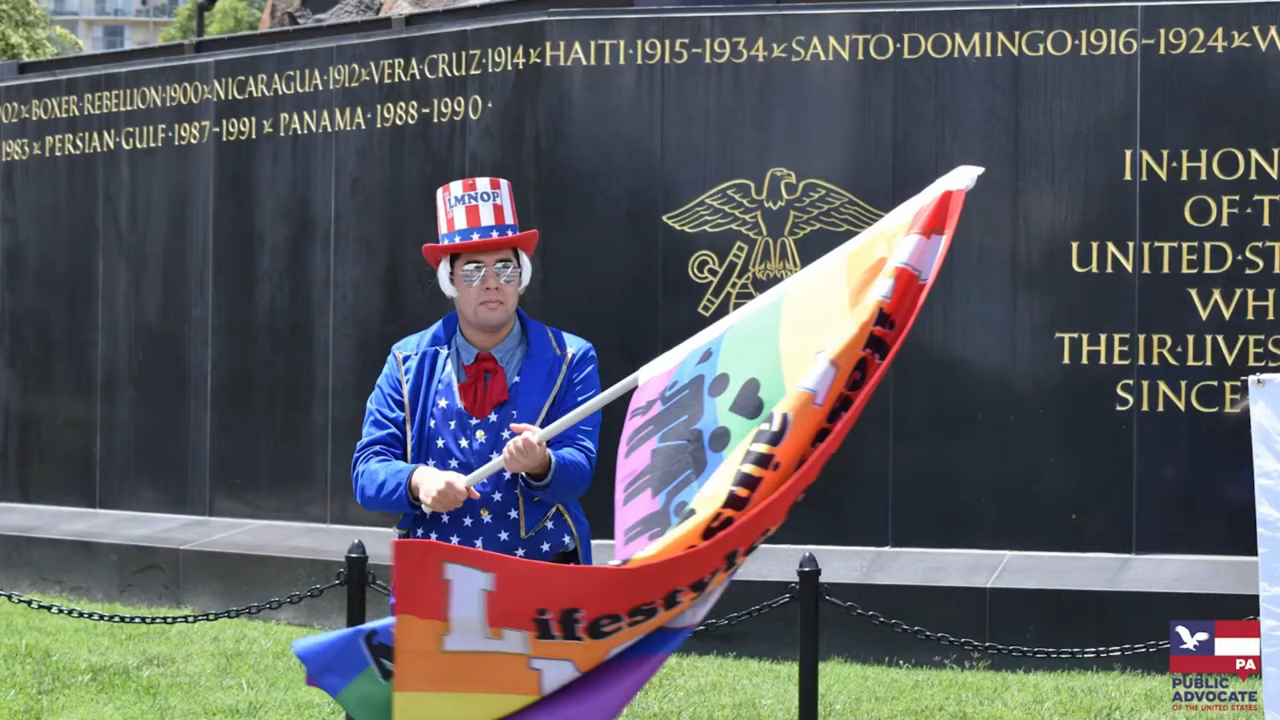 02 BOXER·REBELLION·1900 NICARAGUA·1912 VERA·CRUZ·1914 HAITI·1915-1934 SANTO·DOMINGO·1916-1924
1983 PERSIAN·GULF·1987-1991 PANAMA·1988-1990·
IN·HON
OF·T
UNITED·ST
WH
THEIR·LIVES
SINCE
LMNOP
Lifestyle
PA
PUBLIC
ADVOCATE
OF THE UNITED STATES